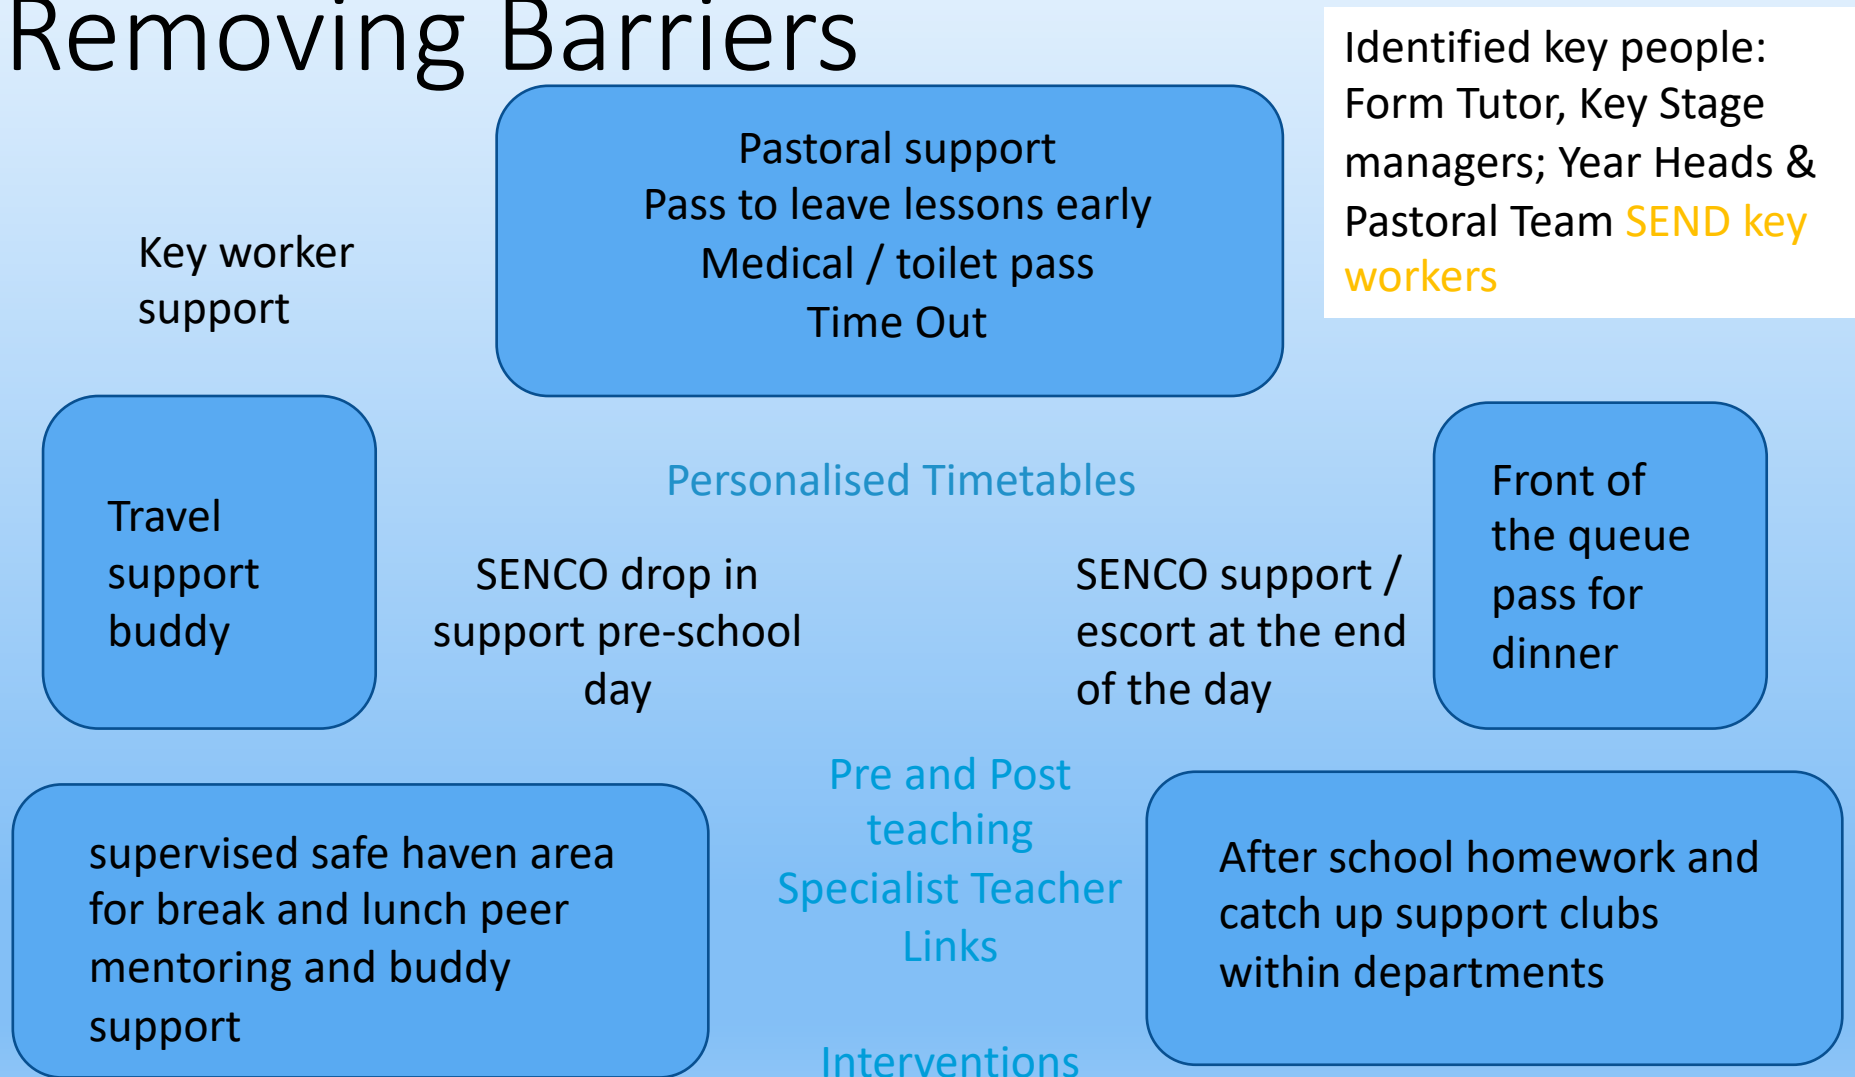 Removing Barriers
Identified key people:
Form Tutor, Key Stage
managers; Year Heads &
Pastoral Team SEND key
workers
Pastoral support
Pass to leave lessons early
Medical / toilet pass
Time Out
Key worker
support
Travel
support
buddy
Personalised Timetables
SENCO drop in
support pre-school
day
SENCO support /
escort at the end
of the day
Front of
the queue
pass for
dinner
supervised safe haven area
for break and lunch peer
mentoring and buddy
support
Pre and Post
teaching
Specialist Teacher
Links
Interventions
After school homework and
catch up support clubs
within departments